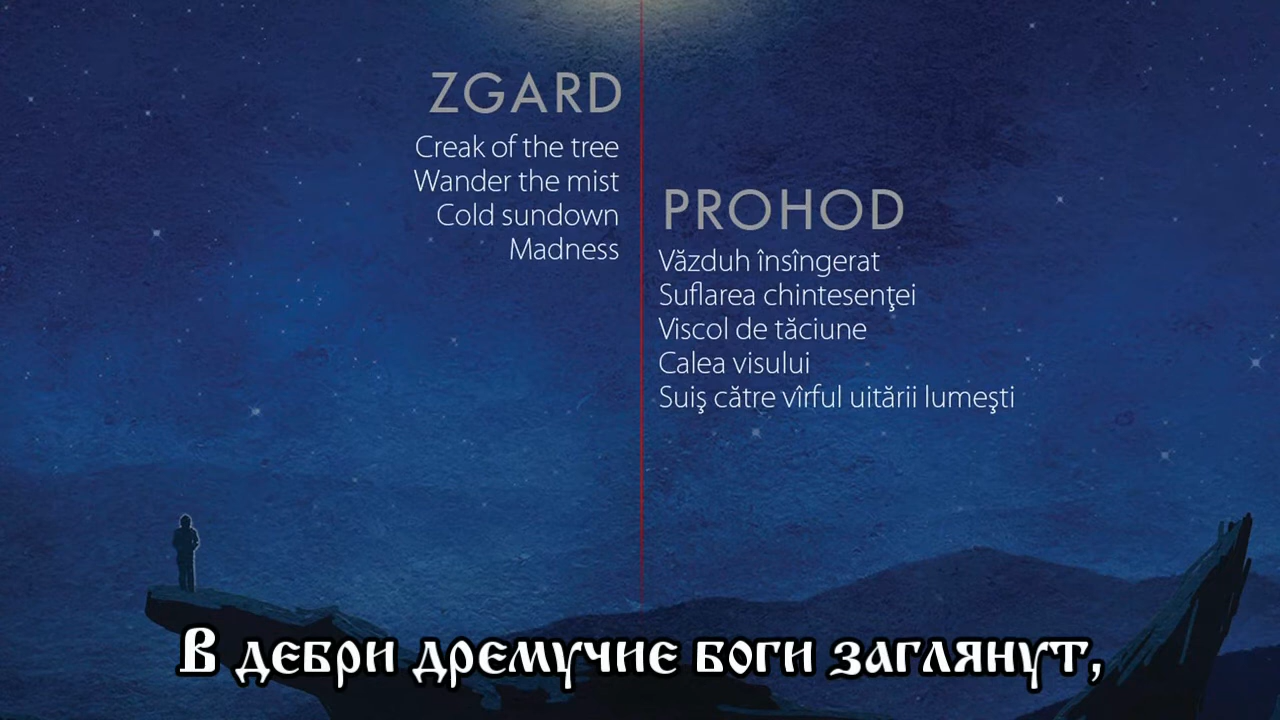 ZGARD
Creak of the tree
Wander the mist
Cold sundown
Madness
PROHOD
Văzduh însîngerat
Suflarea chintesenţei
Viscol de tăciune
Calea visului
Suiş către vîrful uitării lumeşti
В дебри дремучие боги заглянут,